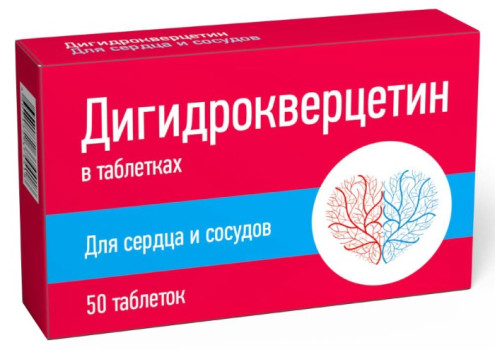 Дигидрокверцетин
Для сердца и сосудов
Дигидрокверцетин
в таблетках
Для сердца и сосудов
50 таблеток